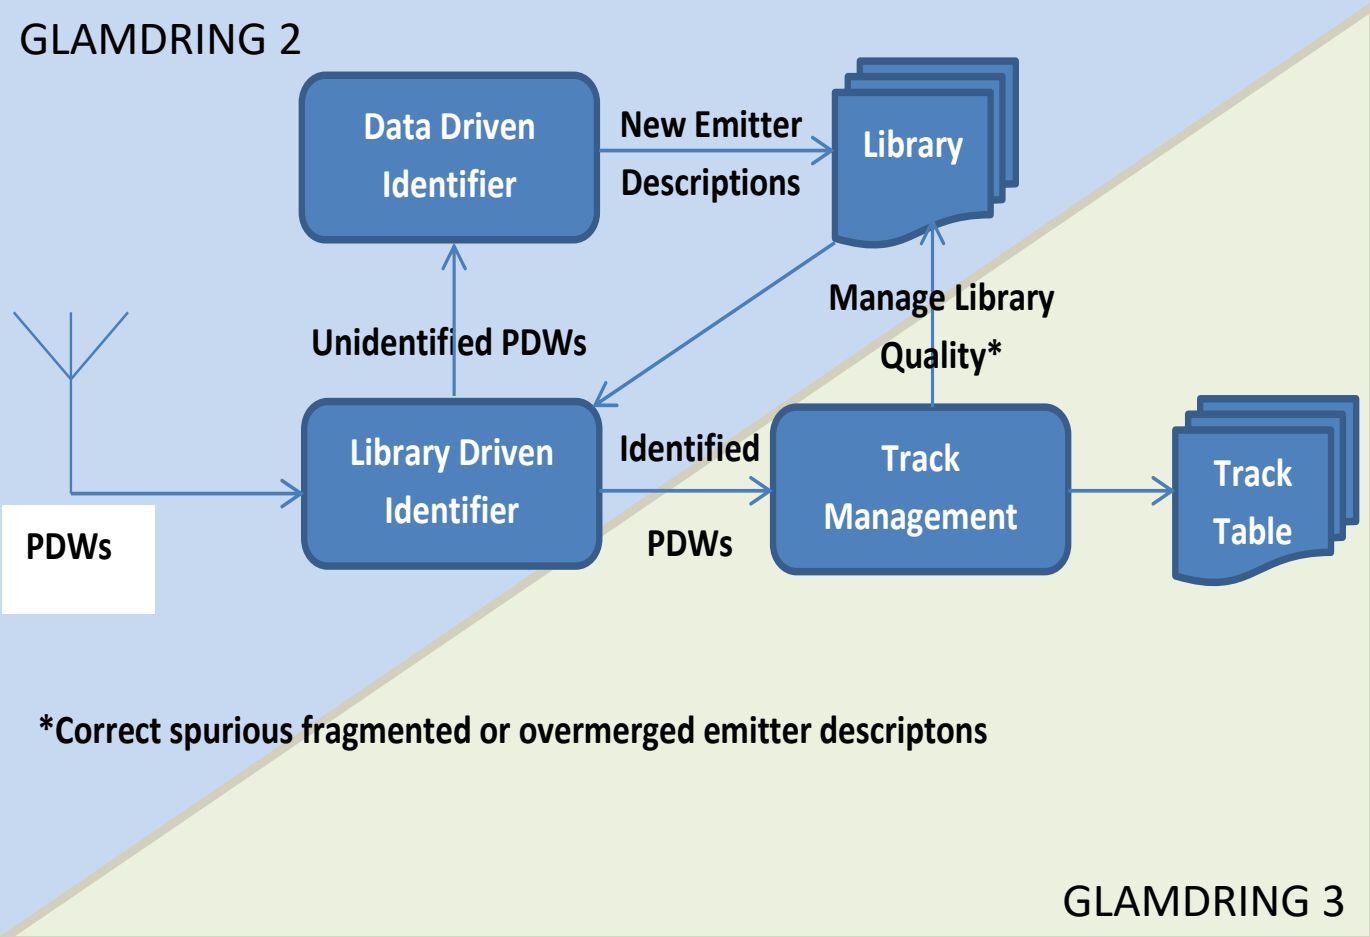 GLAMDRING 2
Data Driven
Identifier
New Emitter
Descriptions
Library
Unidentified PDWs
Manage Library
Quality*
PDWs
Library Driven
Identifier
Identified
PDWs
Track
Management
Track
Table
*Correct spurious fragmented or overmerged emitter descriptons
GLAMDRING 3